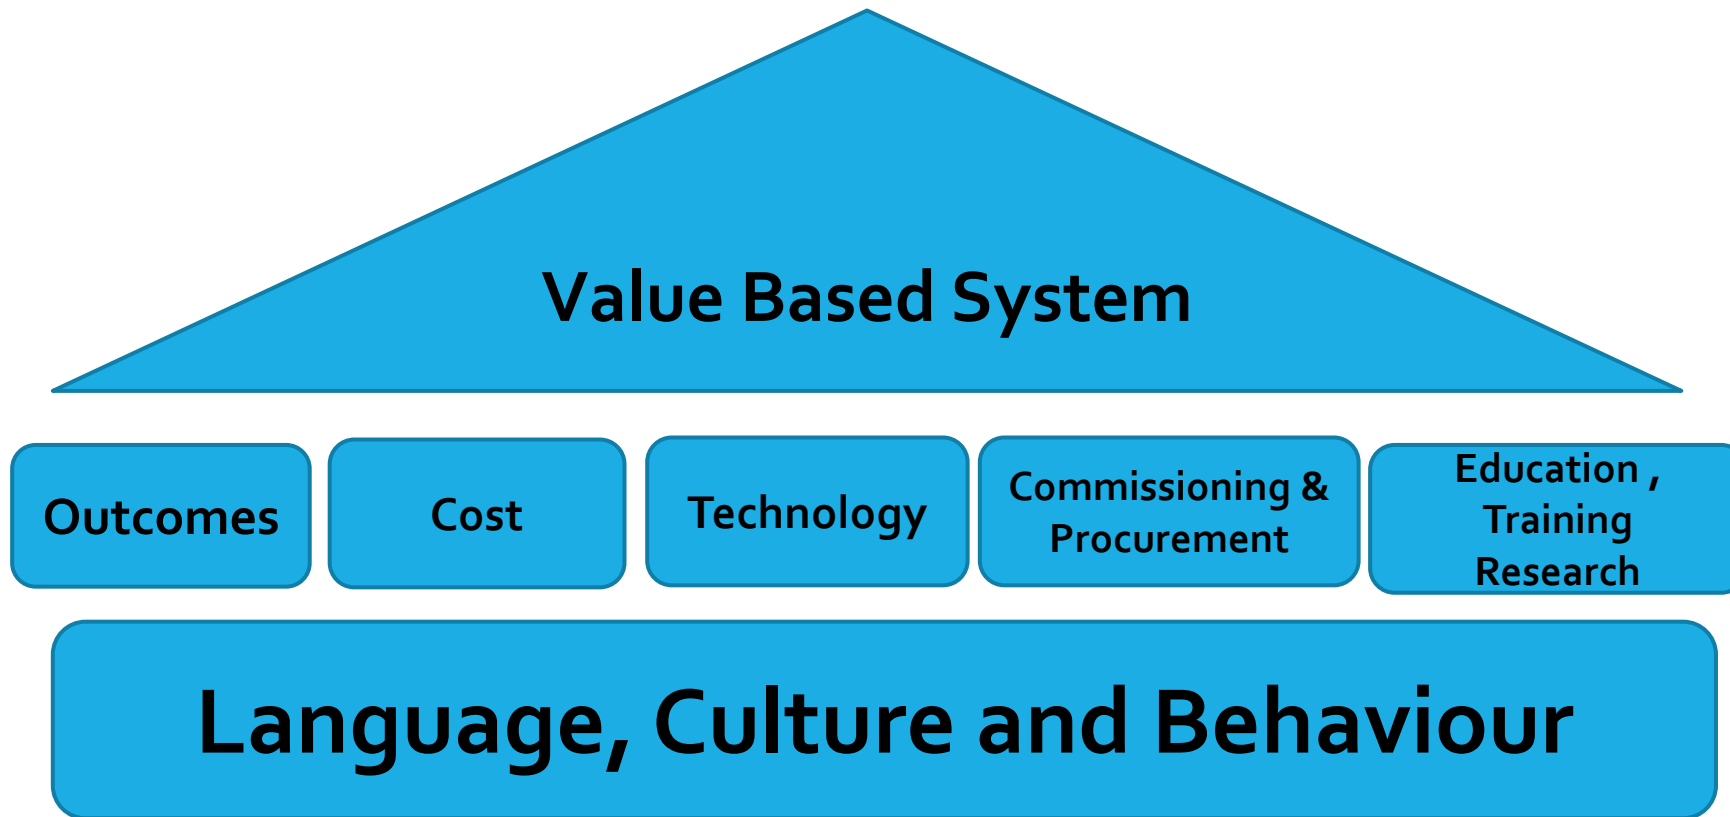 Value Based System
Outcomes
Cost
Technology
Commissioning &
Procurement
Education ,
Training
Research
Language, Culture and Behaviour